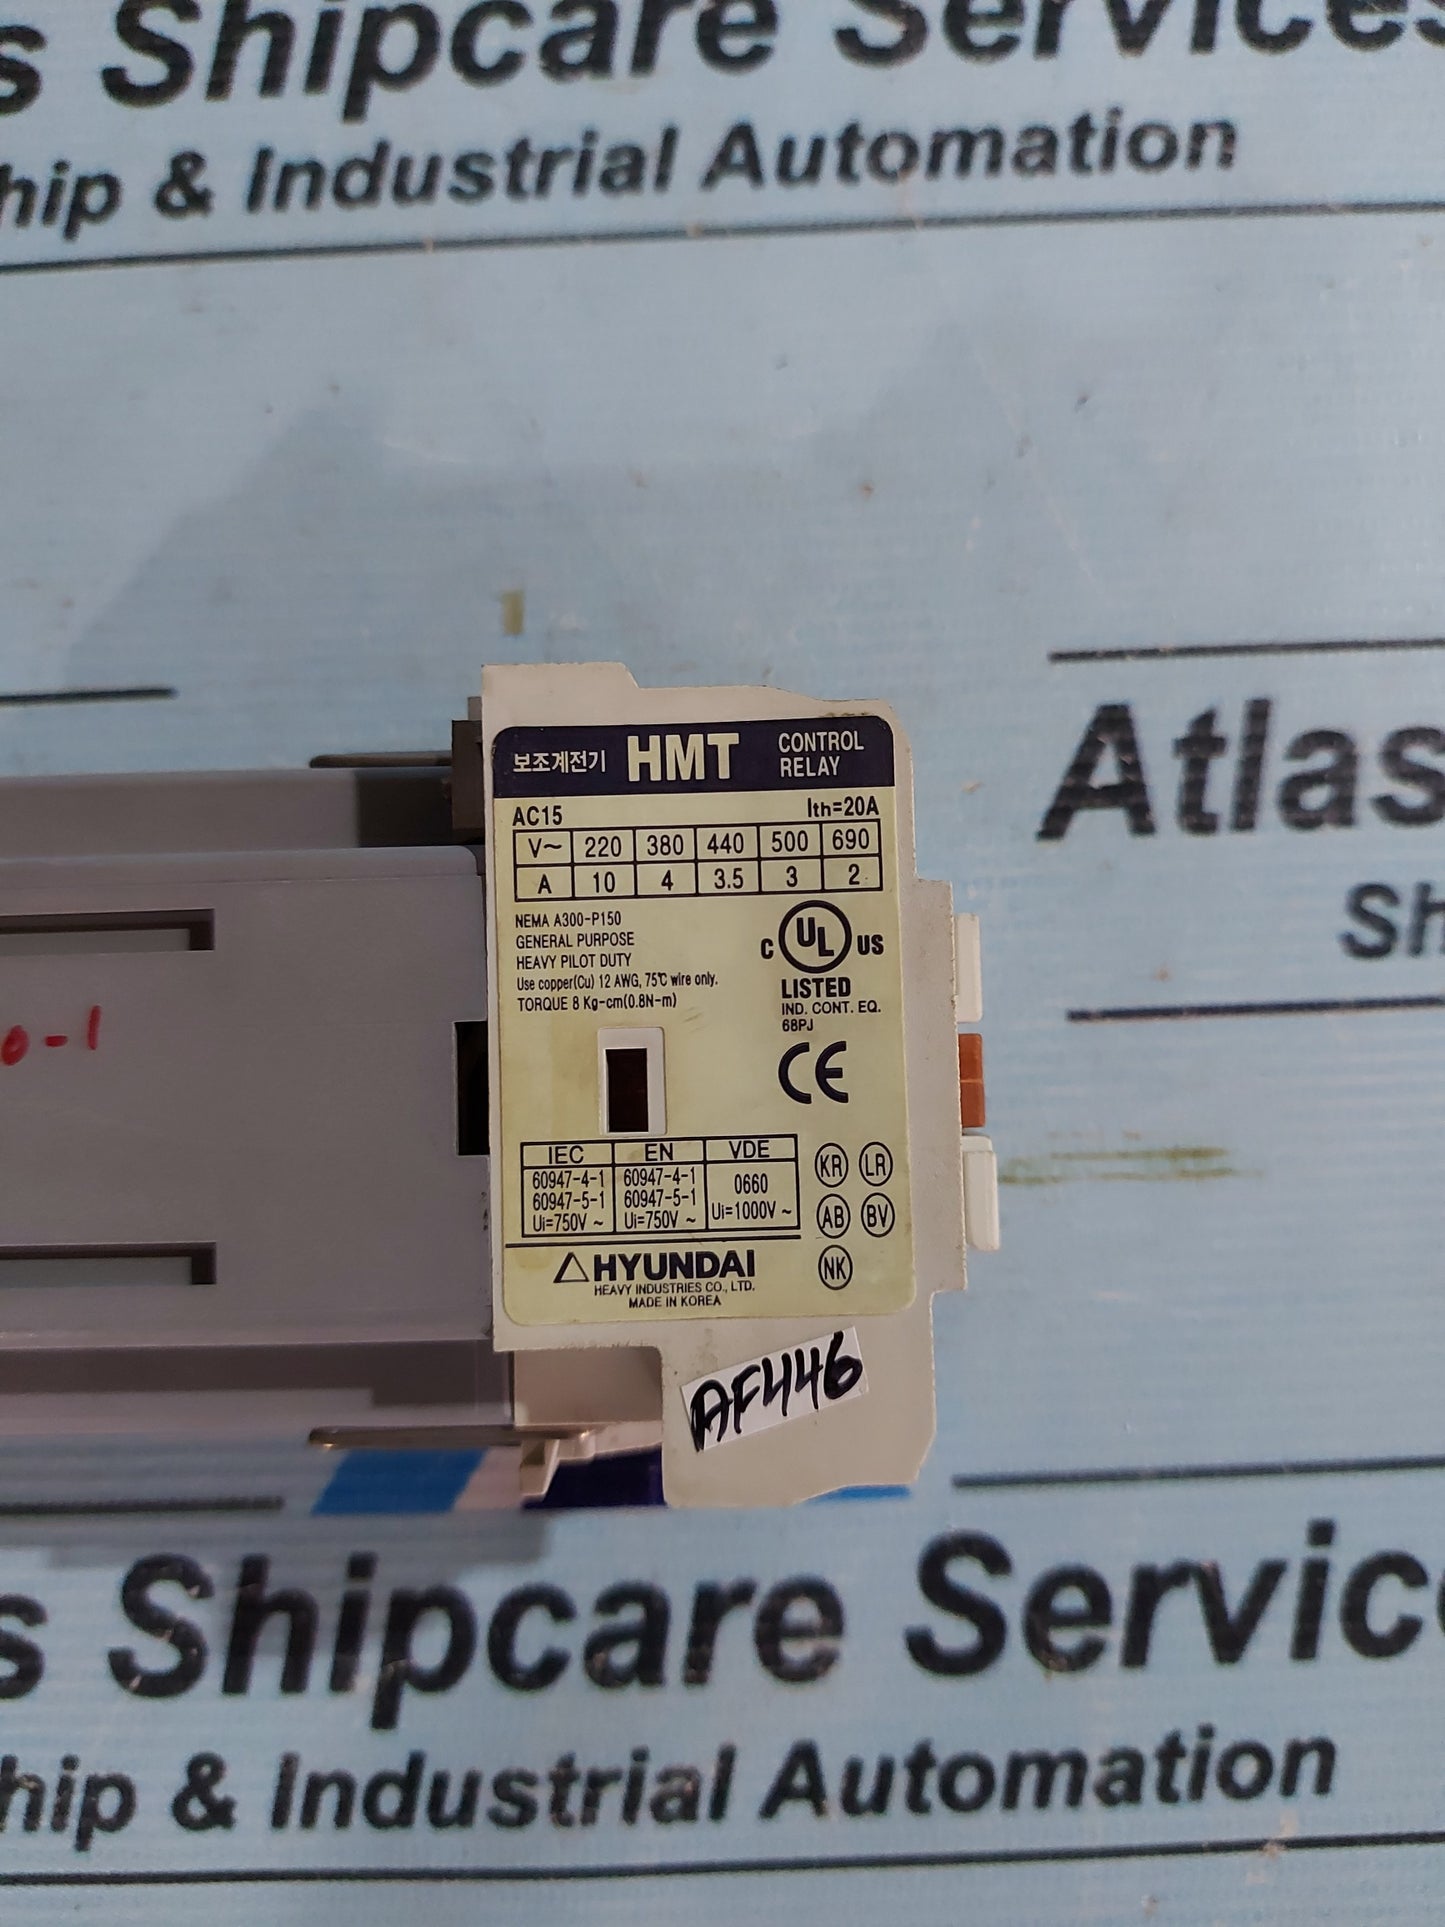 s Shipcare Services
hip & Industrial Automation
보조계전기 HMT CONTROL RELAY
AC15 Ith=20A
V~ 220 380 440 500 690
A 10 4 3.5 3 2
NEMA A300-P150
GENERAL PURPOSE
HEAVY PILOT DUTY
Use copper(Cu) 12 AWG, 75℃ wire only.
TORQUE 8 Kg-cm(0.8N-m)
C UL US
LISTED
IND. CONT. EQ.
68PJ
CE
IEC EN VDE
60947-4-1 60947-4-1 0660
60947-5-1 60947-5-1 Ui=1000V ~
Ui=750V ~ Ui=750V ~
KR LR
AB BV
NK
HYUNDAI
HEAVY INDUSTRIES CO., LTD.
MADE IN KOREA
AF446
0-1
Atlas
Sh
s Shipcare Servic
hip & Industrial Automation